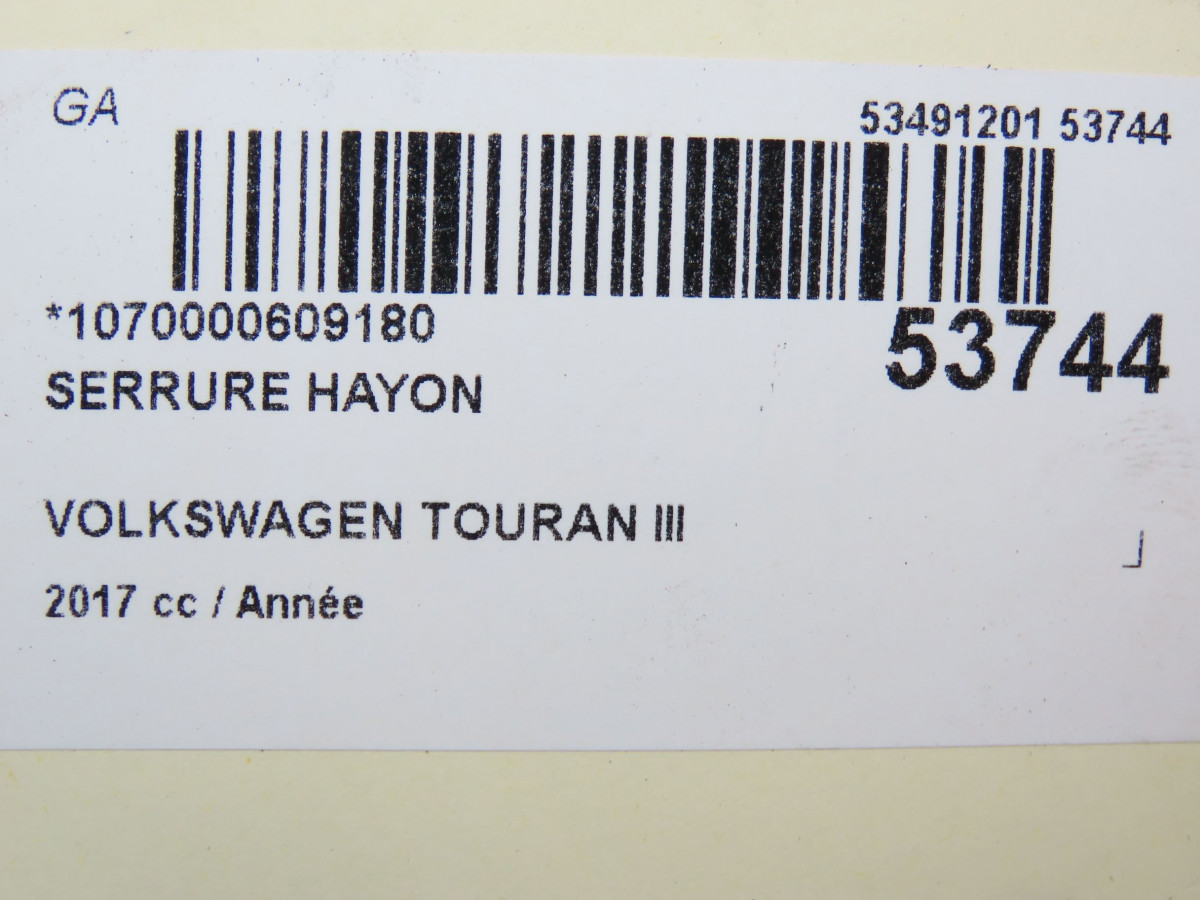 GA
53491201 53744
*1070000609180
53744
SERRURE HAYON
VOLKSWAGEN TOURAN III
2017 cc / Année